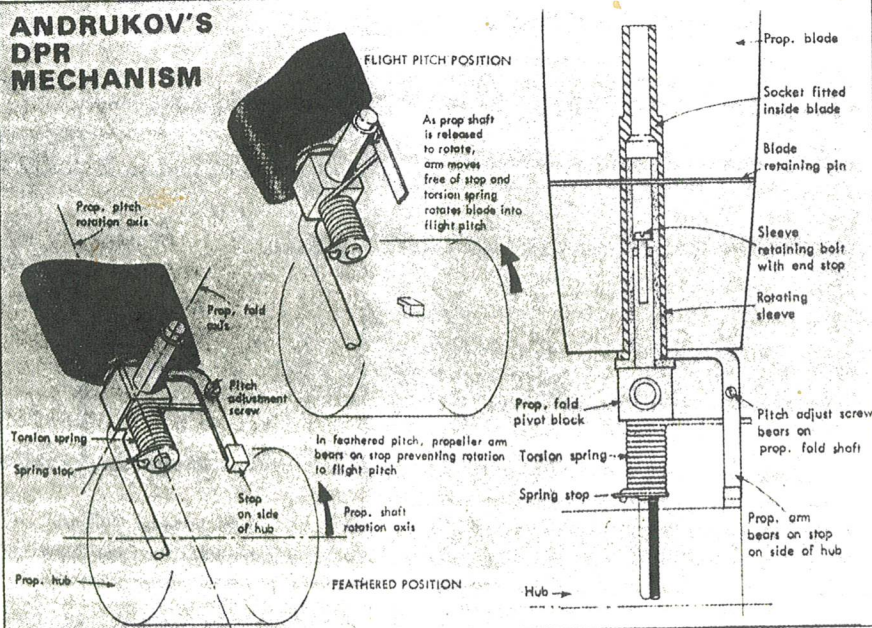 ANDRUKOV'S
DPR
MECHANISM
FLIGHT PITCH POSITION
As prop shaft
is released
to rotate,
arm moves
free of stop and
torsion spring
rotates blade into
flight pitch
Prop. pitch
rotation axis
Prop. fold
axis
Pitch
adjustment
screw
Torsion spring
Spring stop
In feathered pitch, propeller arm
bears on stop preventing rotation
to flight pitch
Stop
on side
of hub
Prop. shaft
rotation axis
Prop. hub
FEATHERED POSITION
Prop. blade
Socket fitted
inside blade
Blade
retaining pin
Sleeve
retaining bolt
with end stop
Rotating
sleeve
Prop. fold
pivot block
Pitch adjust screw
bears on
prop. fold shaft
Torsion spring
Spring stop
Prop. arm
bears on stop
on side of hub
Hub